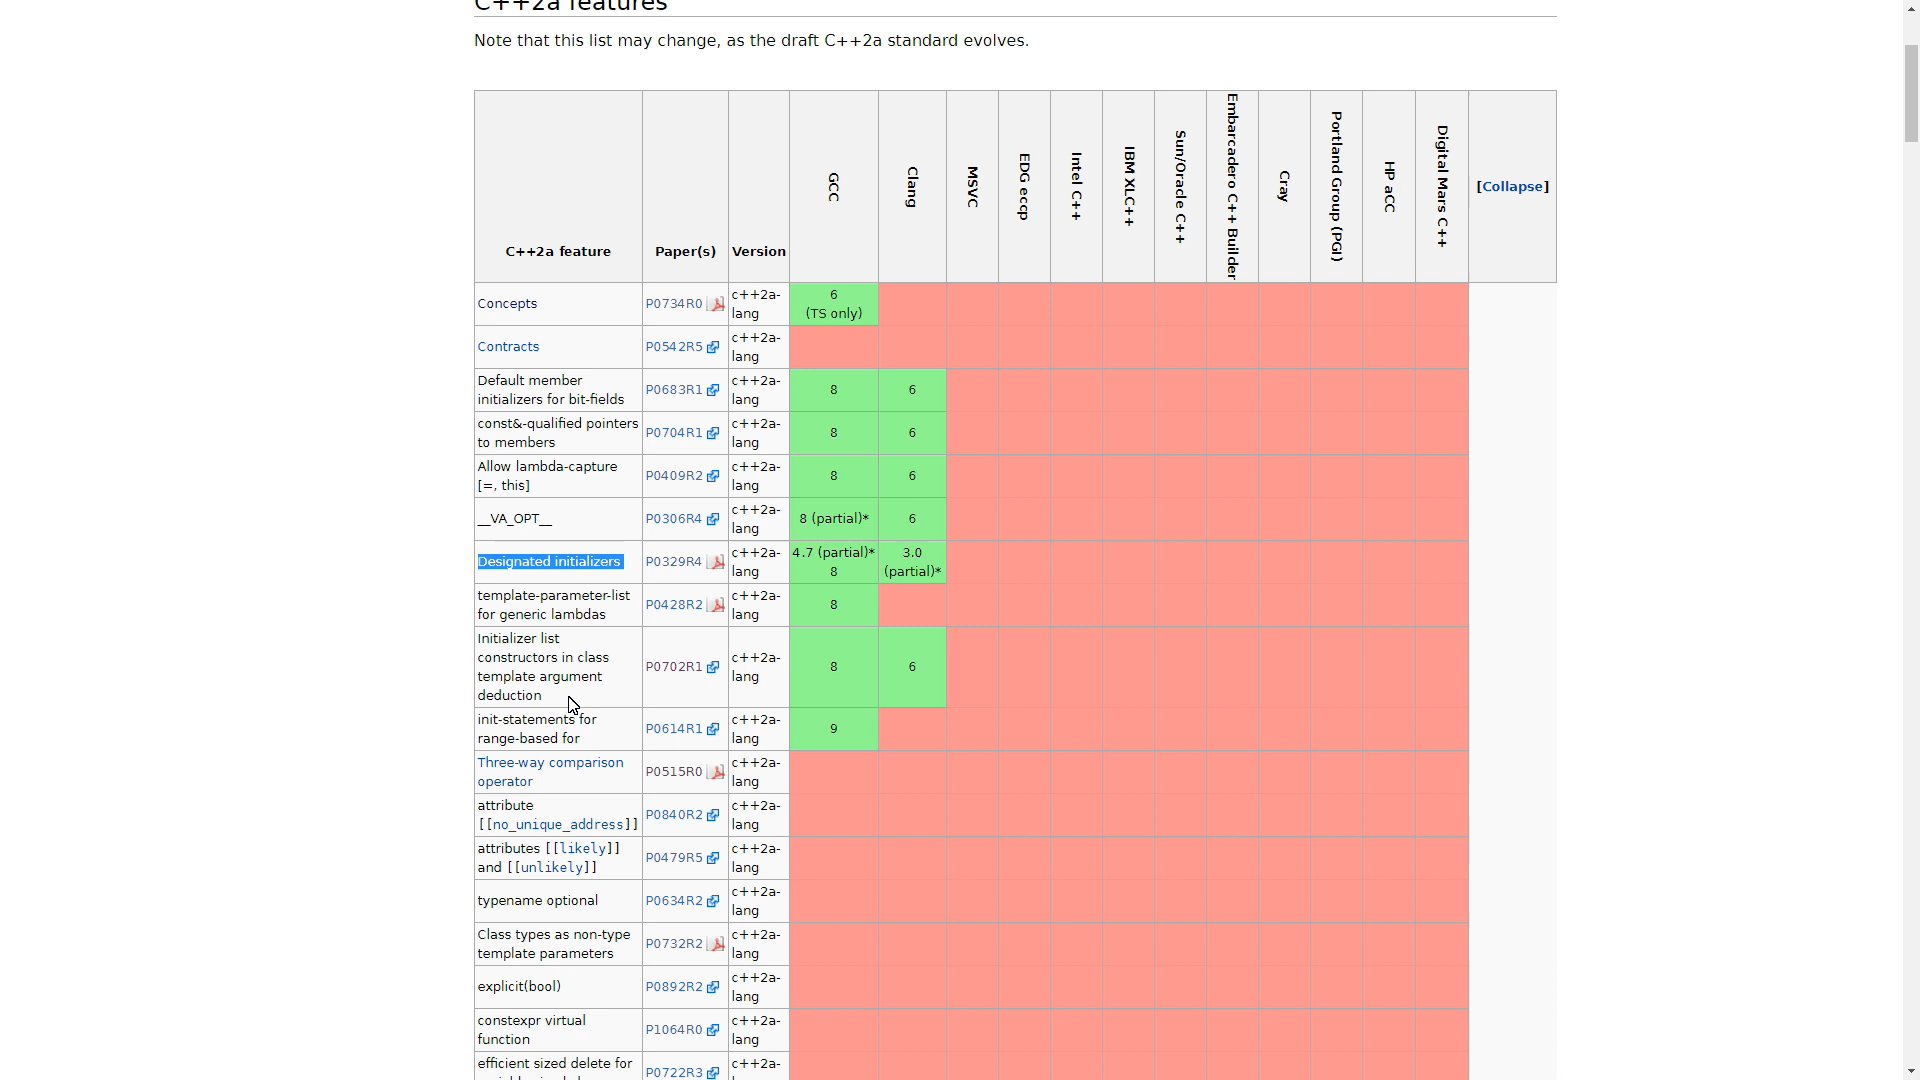 C++2a features
Note that this list may change, as the draft C++2a standard evolves.
C++2a feature
Paper(s)
Version
GCC
Clang
MSVC
EDG eccp
Intel C++
IBM XLC++
Sun/Oracle C++
Embarcadero C++ Builder
Cray
Portland Group (PGI)
HP aCC
Digital Mars C++
[Collapse]
Concepts
P0734R0
c++2a-
lang
6
(TS only)
Contracts
P0542R5
c++2a-
lang
Default member
initializers for bit-fields
P0683R1
c++2a-
lang
8
6
const&-qualified pointers
to members
P0704R1
c++2a-
lang
8
6
Allow lambda-capture
[=, this]
P0409R2
c++2a-
lang
8
6
__VA_OPT__
P0306R4
c++2a-
lang
8 (partial)*
6
Designated initializers
P0329R4
c++2a-
lang
4.7 (partial)*
8
3.0
(partial)*
template-parameter-list
for generic lambdas
P0428R2
c++2a-
lang
8
Initializer list
constructors in class
template argument
deduction
P0702R1
c++2a-
lang
8
6
init-statements for
range-based for
P0614R1
c++2a-
lang
9
Three-way comparison
operator
P0515R0
c++2a-
lang
attribute
[[no_unique_address]]
P0840R2
c++2a-
lang
attributes [[likely]]
and [[unlikely]]
P0479R5
c++2a-
lang
typename optional
P0634R2
c++2a-
lang
Class types as non-type
template parameters
P0732R2
c++2a-
lang
explicit(bool)
P0892R2
c++2a-
lang
constexpr virtual
function
P1064R0
c++2a-
lang
efficient sized delete for
P0722R3
c++2a-